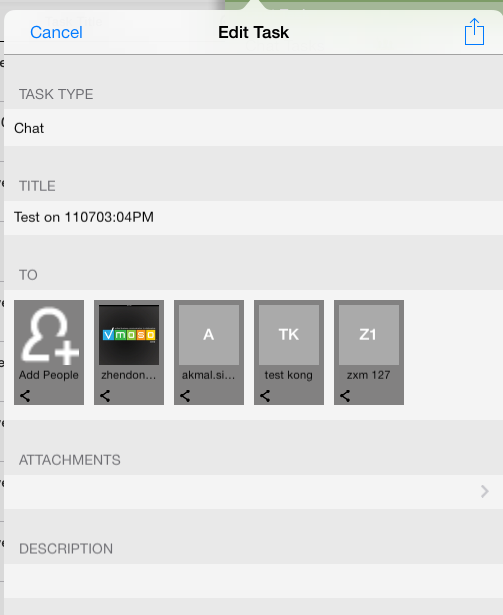 Cancel Edit Task
TASK TYPE
Chat
TITLE
Test on 110703:04PM
TO
A TK Z1
Vmoso
Add People zhendon... akmal.si... test kong zxm 127
ATTACHMENTS
DESCRIPTION